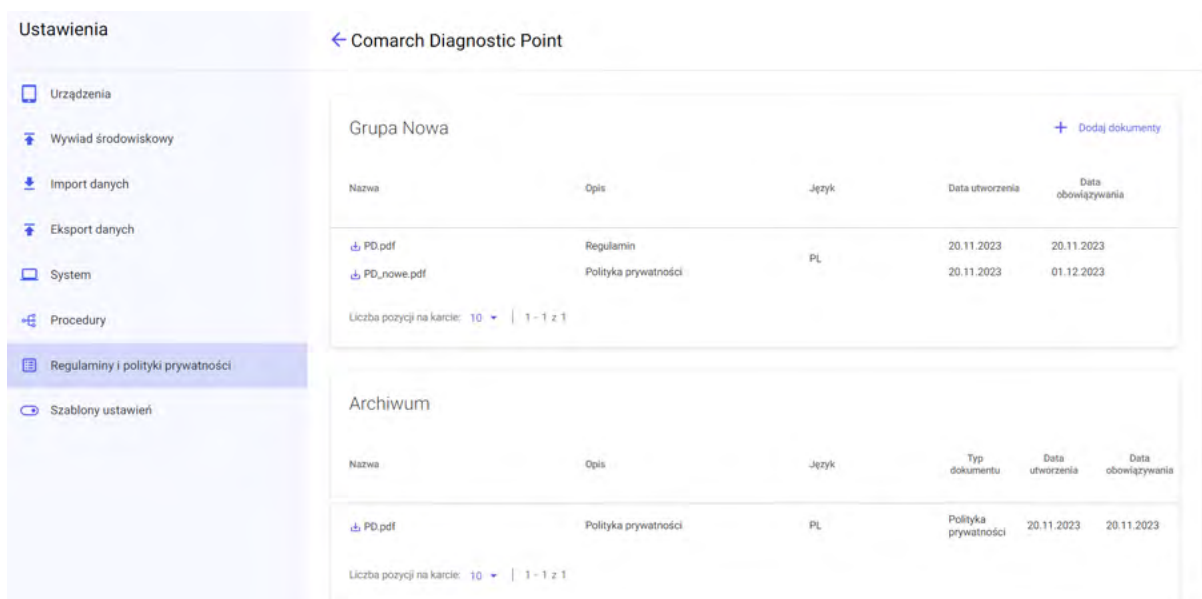 Ustawienia
Comarch Diagnostic Point
Urządzenia
Wywiad środowiskowy
Import danych
Eksport danych
System
Procedury
Regulaminy i polityki prywatności
Szablony ustawień
Grupa Nowa
Dodaj dokumenty
Nazwa Opis Język Data utworzenia Data
obowiązywania
PD.pdf Regulamin 20.11.2023 20.11.2023
PL
PD_nowe.pdf Polityka prywatności 20.11.2023 01.12.2023
Liczba pozycji na karcie: 10 1 - 1 z 1
Archiwum
Nazwa Opis Język Typ
dokumentu Data
utworzenia Data
obowiązywania
PD.pdf Polityka prywatności PL Polityka
prywatności 20.11.2023 20.11.2023
Liczba pozycji na karcie: 10 1 - 1 z 1